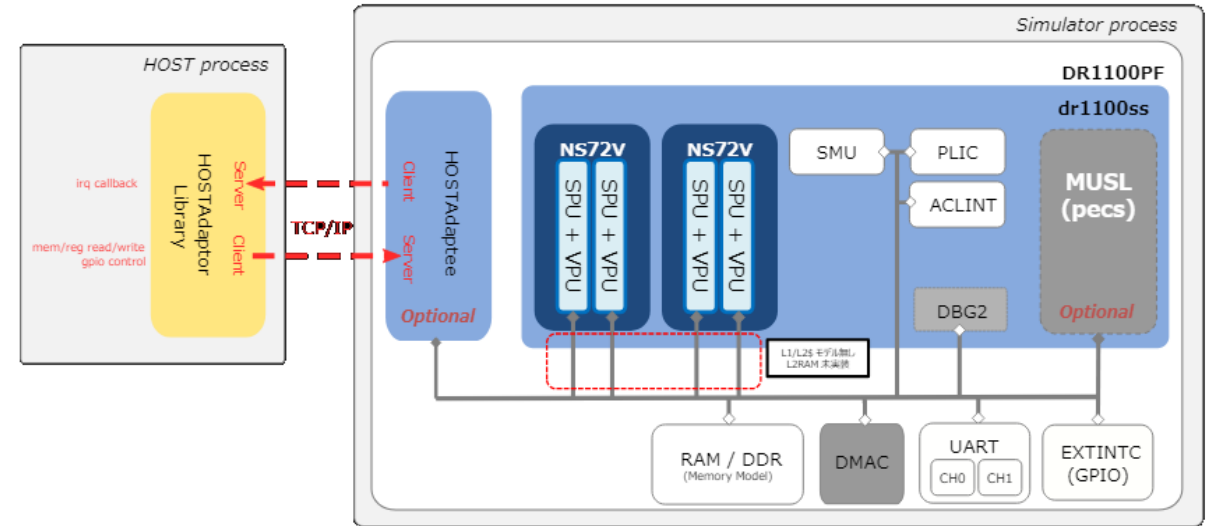 Simulator process
HOST process
DR1100PF
dr1100ss
HOSTAdaptor
Library
Server
Client
irq callback
mem/reg read/write
gpio control
TCP/IP
Client
Server
HOSTAdaptee
Optional
NS72V
SPU + VPU
SPU + VPU
NS72V
SPU + VPU
SPU + VPU
SMU
PLIC
ACLINT
MUSL
(pecs)
Optional
DBG2
L1/L2$ モデル無し
L2RAM 未実装
RAM / DDR
(Memory Model)
DMAC
UART
CH0
CH1
EXTINTC
(GPIO)